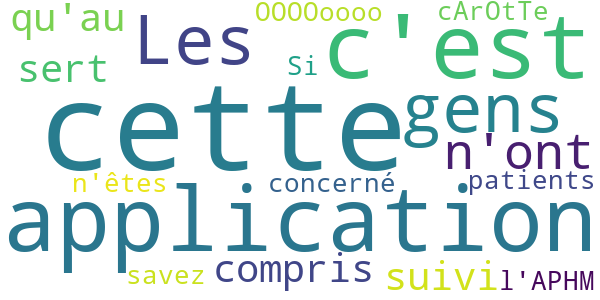 qu'au Les OOOOoooo c'est cArOtTe
sert Si
cette gens
n'ont
n'êtes concerné patients
application
savez compris suivi l'APHM